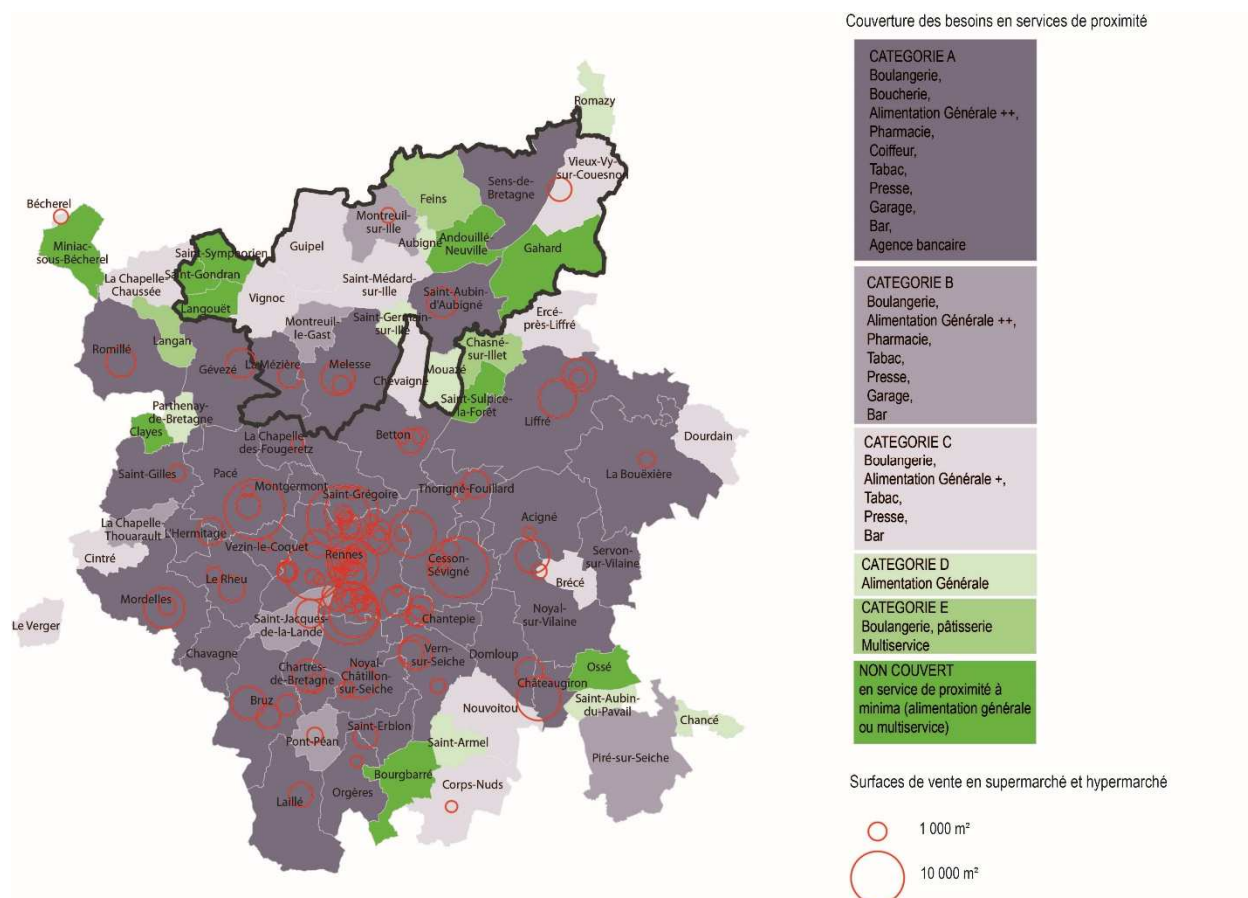 Couverture des besoins en services de proximité
CATEGORIE A
Boulangerie,
Boucherie,
Alimentation Générale ++,
Pharmacie,
Coiffeur,
Tabac,
Presse,
Garage,
Bar,
Agence bancaire
CATEGORIE B
Boulangerie,
Alimentation Générale ++,
Pharmacie,
Tabac,
Presse,
Garage,
Bar
CATEGORIE C
Boulangerie,
Alimentation Générale +,
Tabac,
Presse,
Bar
CATEGORIE D
Alimentation Générale
CATEGORIE E
Boulangerie, pâtisserie
Multiservice
NON COUVERT
en service de proximité à
minima (alimentation générale
ou multiservice)
Surfaces de vente en supermarché et hypermarché
1 000 m²
10 000 m²
Romazy
Vieux-Vy-
sur-Couesnon
Sens-de-
Bretagne
Feins
Bécherel
Montreuil-
sur-Ille
Aubigné
Andouillé-
Neuville
Gahard
Miniac-
sous-Bécherel
Saint-Symphorien
Guipel
Saint-Gondran
La Chapelle-
Chaussée
Langouët
Vignoc
Saint-Médard-
sur-Ille
Saint-Aubin-
d'Aubigné
Ercé-
près-Liffré
Saint-Germain-
sur-Ille
Montreuil-
le-Gast
Langan
Chasné-
sur-Illet
Romillé
Gévezé
La Mézière
Melesse
Chevaigné
Mouazé
Saint-Sulpice-
la-Forêt
Liffré
Parthenay-
de-Bretagne
Clayes
La Chapelle
des-Fougeretz
Betton
Dourdain
Saint-Gilles
Pacé
La Bouëxière
Montgermont
Saint-Grégoire
Thorigné-Fouillard
La Chapelle-
Thouarault
L'Hermitage
Acigné
Vezin-le-Coquet
Rennes
Cesson-
Sévigné
Servon-
sur-Vilaine
Cintré
Le Rheu
Brécé
Mordelles
Noyal-
sur-Vilaine
Le Verger
Saint-Jacques-
de-la-Lande
Chantepie
Chavagne
Vern-
sur-Seiche
Domloup
Ossé
Chartres-
de-Bretagne
Noyal-
Châtillon-
sur-Seiche
Châteaugiron
Bruz
Nouvoitou
Saint-Aubin-
du-Pavail
Chancé
Saint-Erblon
Pont-Péan
Saint-Armel
Piré-sur-Seiche
Bourgbarré
Corps-Nuds
Laillé
Orgères